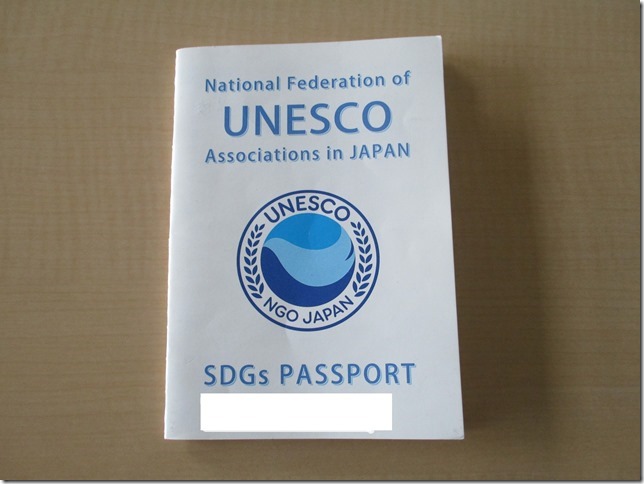 National Federation of
UNESCO
Associations in JAPAN
UNESCO
NGO JAPAN
SDGs PASSPORT